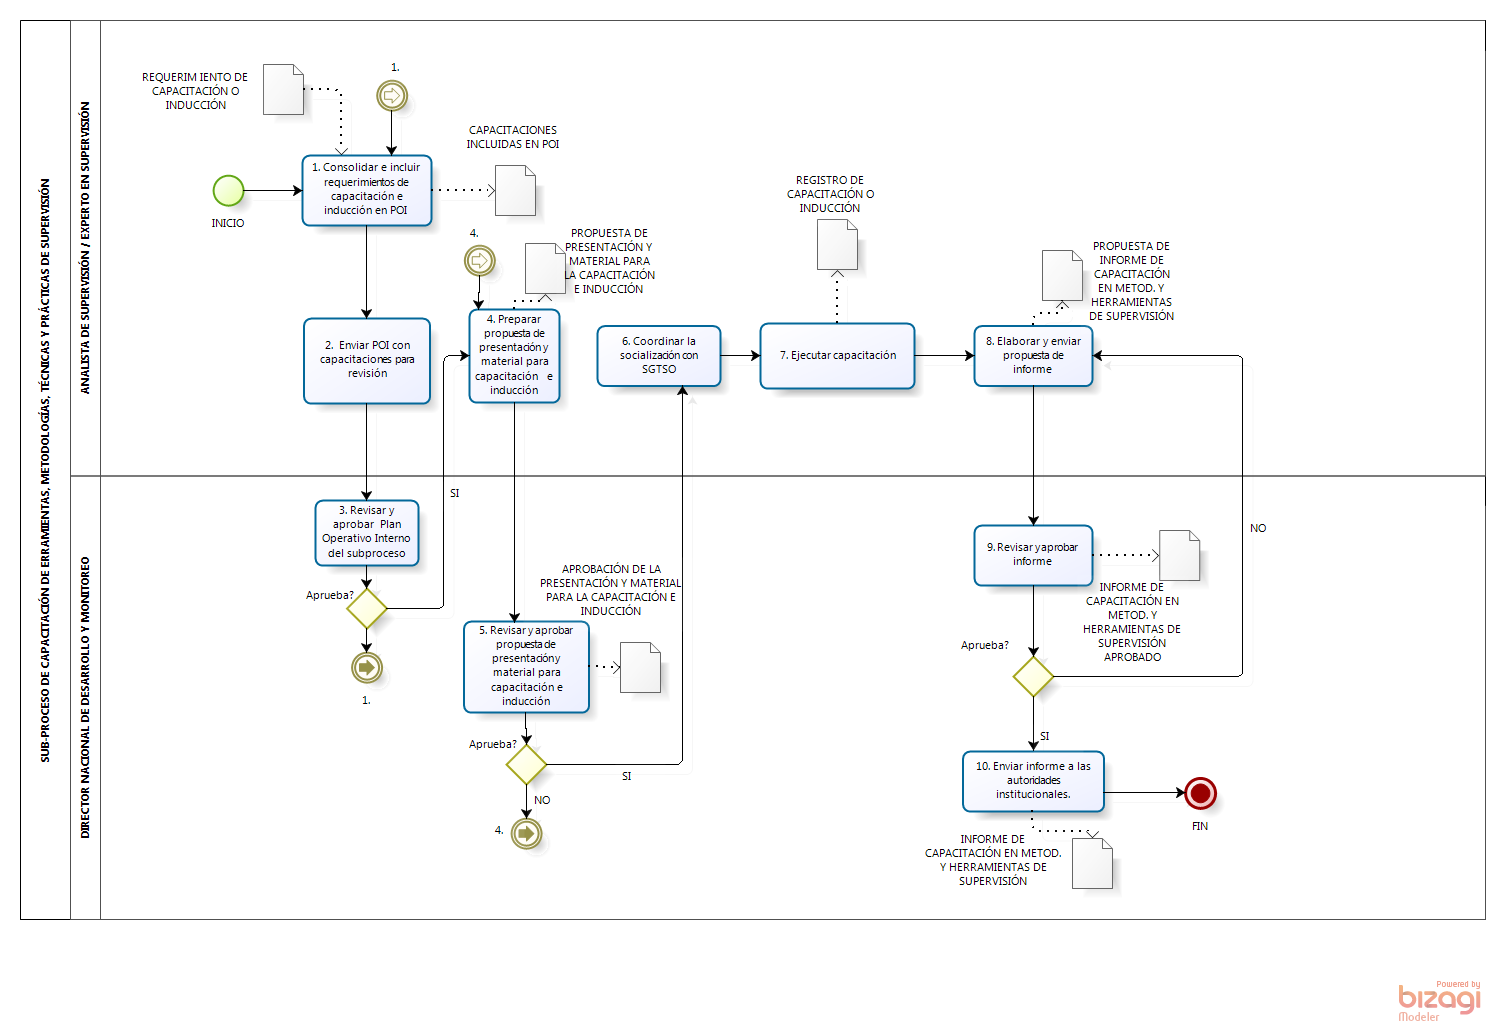 SUB-PROCESO DE CAPACITACIÓN DE ERRAMIENTAS, METODOLOGÍAS, TÉCNICAS Y PRÁCTICAS DE SUPERVISIÓN
ANALISTA DE SUPERVISIÓN / EXPERTO EN SUPERVISIÓN
REQUERIM IENTO DE
CAPACITACIÓN O
INDUCCIÓN
1.
CAPACITACIONES
INCLUIDAS EN POI
INICIO
1. Consolidar e incluir
requerimientos de
capacitación e
inducción en POI
2. Enviar POI con
capacitaciones para
revisión
4.
PROPUESTA DE
PRESENTACIÓN Y
MATERIAL PARA
LA CAPACITACIÓN
E INDUCCIÓN
4. Preparar
propuesta de
presentación y
material para
capacitación e
inducción
6. Coordinar la
socialización con
SGTSO
REGISTRO DE
CAPACITACIÓN O
INDUCCIÓN
7. Ejecutar capacitación
PROPUESTA DE
INFORME DE
CAPACITACIÓN
EN METOD. Y
HERRAMIENTAS
DE SUPERVISIÓN
8. Elaborar y enviar
propuesta de
informe
DIRECTOR NACIONAL DE DESARROLLO Y MONITOREO
3. Revisar y
aprobar Plan
Operativo Interno
del subproceso
SI
Aprueba?
1.
APROBACIÓN DE LA
PRESENTACIÓN Y MATERIAL
PARA LA CAPACITACIÓN E
INDUCCIÓN
5. Revisar y aprobar
propuesta de
presentación y
material para
capacitación e
inducción
Aprueba?
SI
NO
4.
9. Revisar y aprobar
informe
INFORME DE
CAPACITACIÓN EN
METOD. Y
HERRAMIENTAS DE
SUPERVISIÓN
APROBADO
NO
Aprueba?
SI
10. Enviar informe a las
autoridades
institucionales.
FIN
INFORME DE
CAPACITACIÓN EN METOD.
Y HERRAMIENTAS DE
SUPERVISIÓN
Powered by
bizagi
Modeler